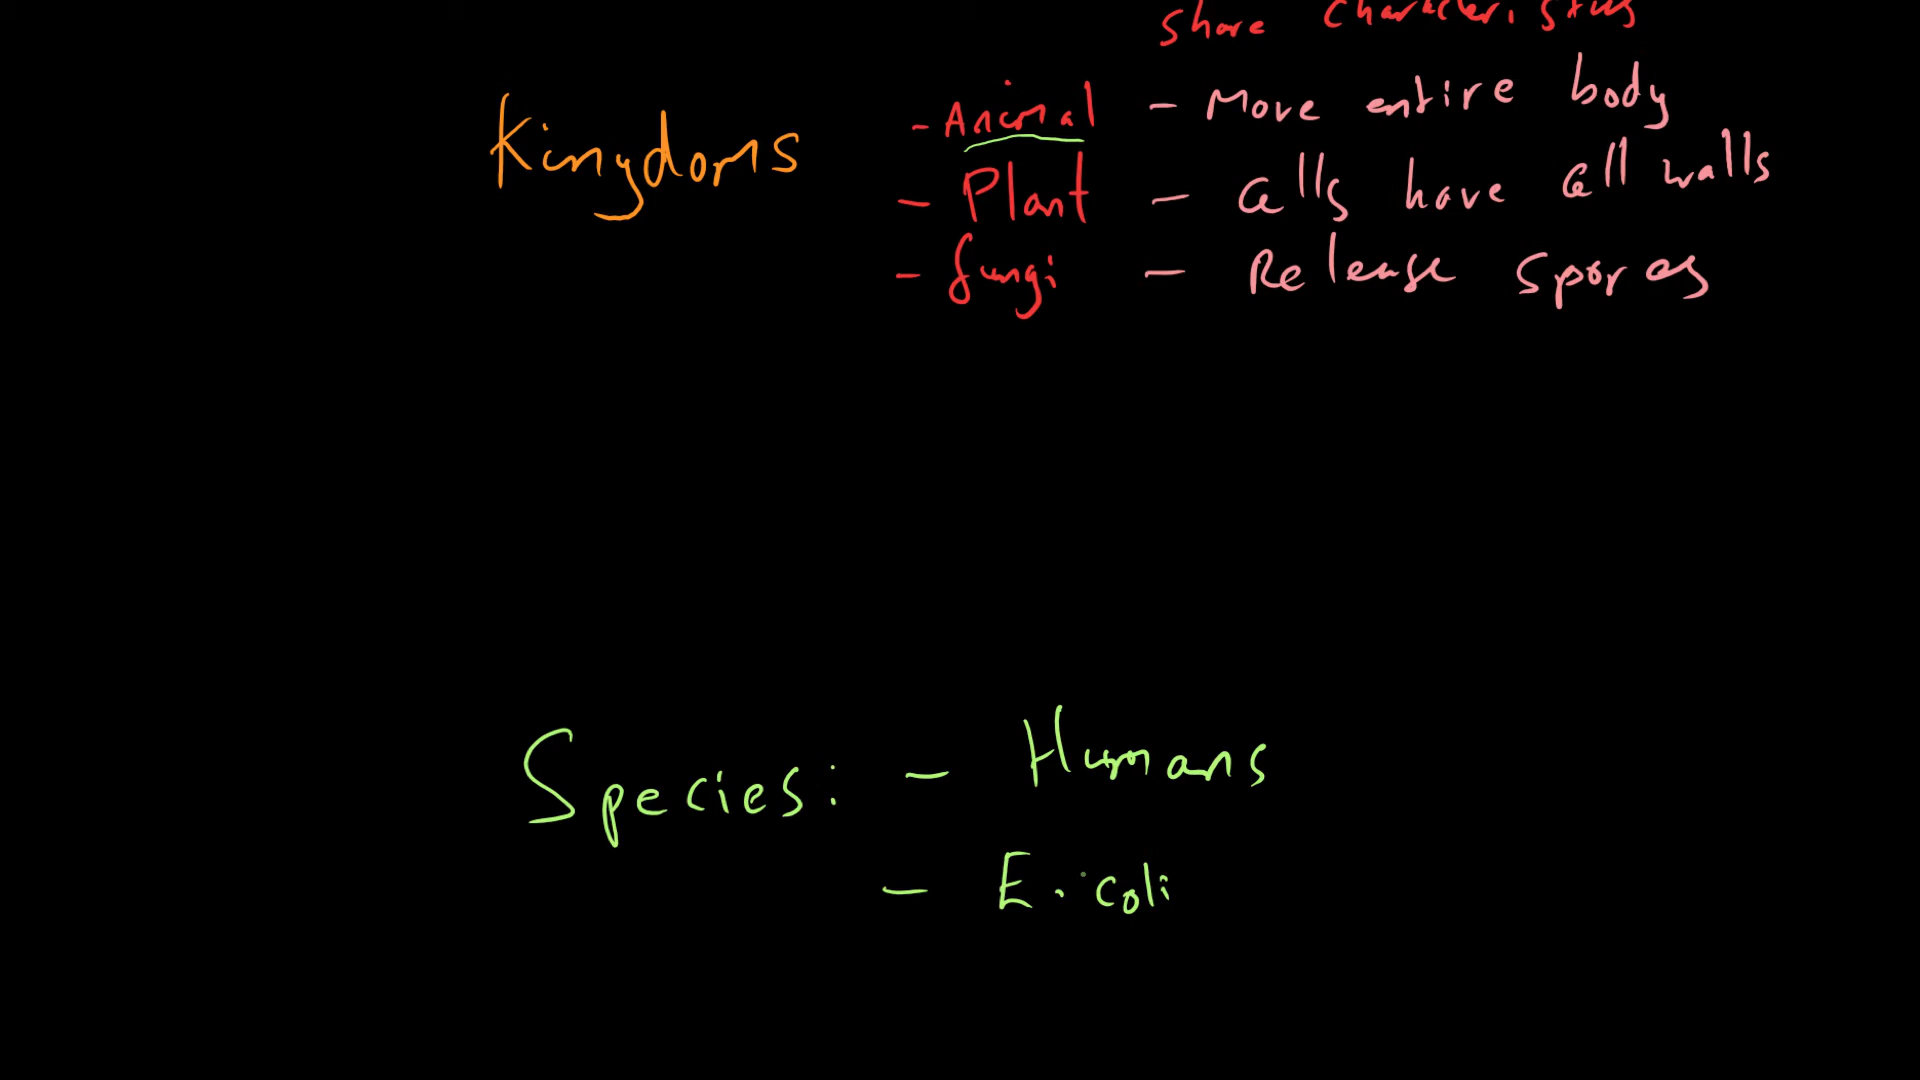 share characteristics
Kingdoms - Animal - Move entire body
- Plant - Cells have cell walls
- fungi - Release spores
Species: - Humans
- E. coli